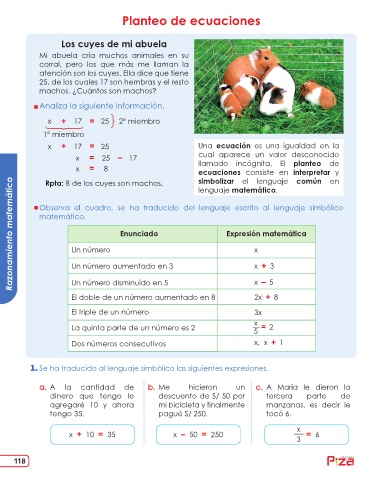 Planteo de ecuaciones
Los cuyes de mi abuela
Mi abuela cría muchos animales en su
corral, pero los que más me llaman la
atención son los cuyes. Ella dice que tiene
25, de los cuales 17 son hembras y el resto
machos. ¿Cuántos son machos?
Analiza la siguiente información.
x + 17 = 25 } 2º miembro
1º miembro
x + 17 = 25
x = 25 – 17
x = 8
Rpta: 8 de los cuyes son machos.
Una ecuación es una igualdad en la
cual aparece un valor desconocido
llamado incógnita. El planteo de
ecuaciones consiste en interpretar y
simbolizar el lenguaje común en
lenguaje matemático.
Observa el cuadro, se ha traducido del lenguaje escrito al lenguaje simbólico
matemático.
Enunciado Expresión matemática
Un número x
Un número aumentado en 3 x + 3
Un número disminuido en 5 x – 5
El doble de un número aumentado en 8 2x + 8
El triple de un número 3x
La quinta parte de un número es 2 x/5 = 2
Dos números consecutivos x, x + 1
1. Se ha traducido al lenguaje simbólico las siguientes expresiones.
a. A la cantidad de
dinero que tengo le
agregaré 10 y ahora
tengo 35.
x + 10 = 35
b. Me hicieron un
descuento de S/ 50 por
mi bicicleta y finalmente
pagué S/ 250.
x – 50 = 250
c. A María le dieron la
tercera parte de
manzanas, es decir le
tocó 6.
x/3 = 6
Razonamiento matemático
118